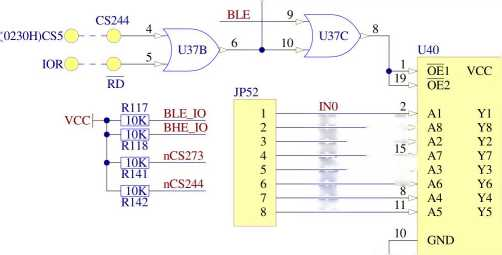 BLE 9
CS244
(0230H)CS5 4
U37B 6 10 U37C 8
IOR 5
RD
U40
1 OE1 VCC
19 OE2
JP52
R117
VCC 10K BLE_IO
10K BHE_IO
R118
10K nCS273
R141
10K nCS244
R142
1 IN0 2 A1 Y1
2 A8 Y8
3 A2 Y2
4 15 A7 Y7
5 A3 Y3
6 A6 Y6
7 8 A4 Y4
8 11 A5 Y5
10 GND